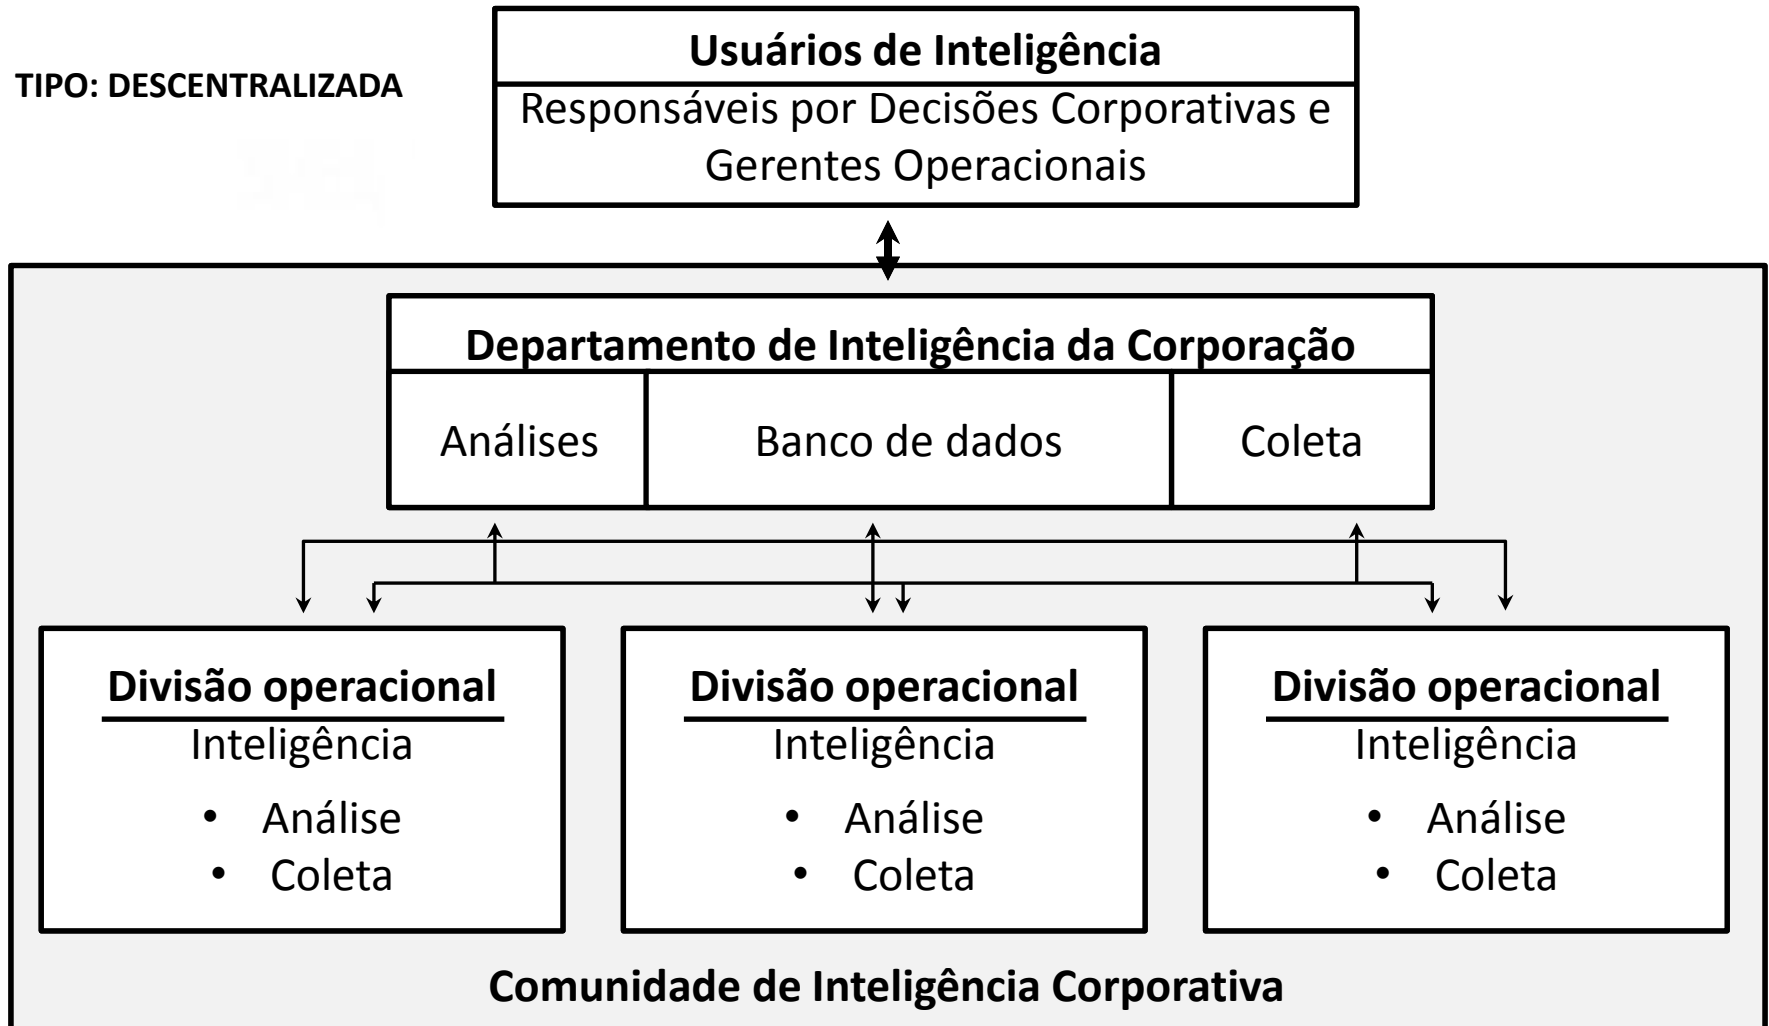 Usuários de Inteligência
TIPO: DESCENTRALIZADA
Responsáveis por Decisões Corporativas e
Gerentes Operacionais
Departamento de Inteligência da Corporação
Análises
Banco de dados
Coleta
Divisão operacional
Inteligência
• Análise
• Coleta
Divisão operacional
Inteligência
• Análise
• Coleta
Divisão operacional
Inteligência
• Análise
• Coleta
Comunidade de Inteligência Corporativa